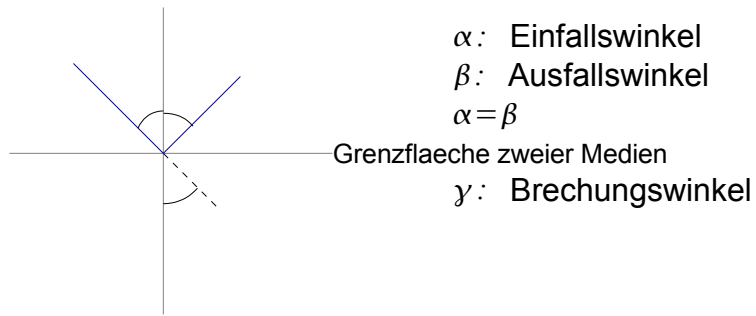 α: Einfallswinkel
β: Ausfallswinkel
α=β
Grenzflaeche zweier Medien
γ: Brechungswinkel